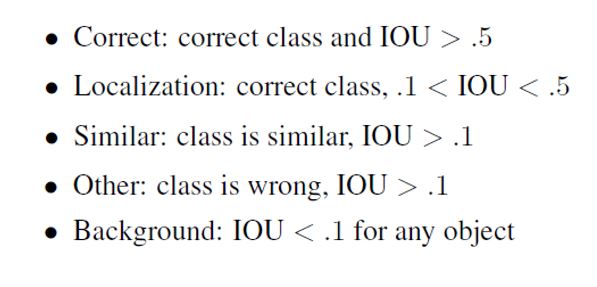 • Correct: correct class and IOU > .5
• Localization: correct class, .1 < IOU < .5
• Similar: class is similar, IOU > .1
• Other: class is wrong, IOU > .1
• Background: IOU < .1 for any object